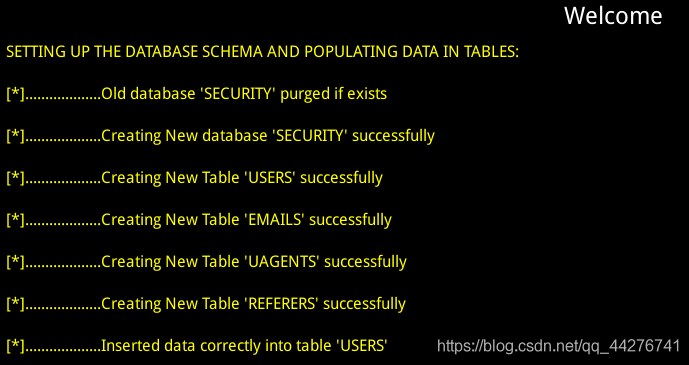 Welcome
SETTING UP THE DATABASE SCHEMA AND POPULATING DATA IN TABLES:
[*]...................Old database 'SECURITY' purged if exists
[*]...................Creating New database 'SECURITY' successfully
[*]...................Creating New Table 'USERS' successfully
[*]...................Creating New Table 'EMAILS' successfully
[*]...................Creating New Table 'UAGENTS' successfully
[*]...................Creating New Table 'REFERERS' successfully
[*]...................Inserted data correctly into table 'USERS'
https://blog.csdn.net/qq_44276741